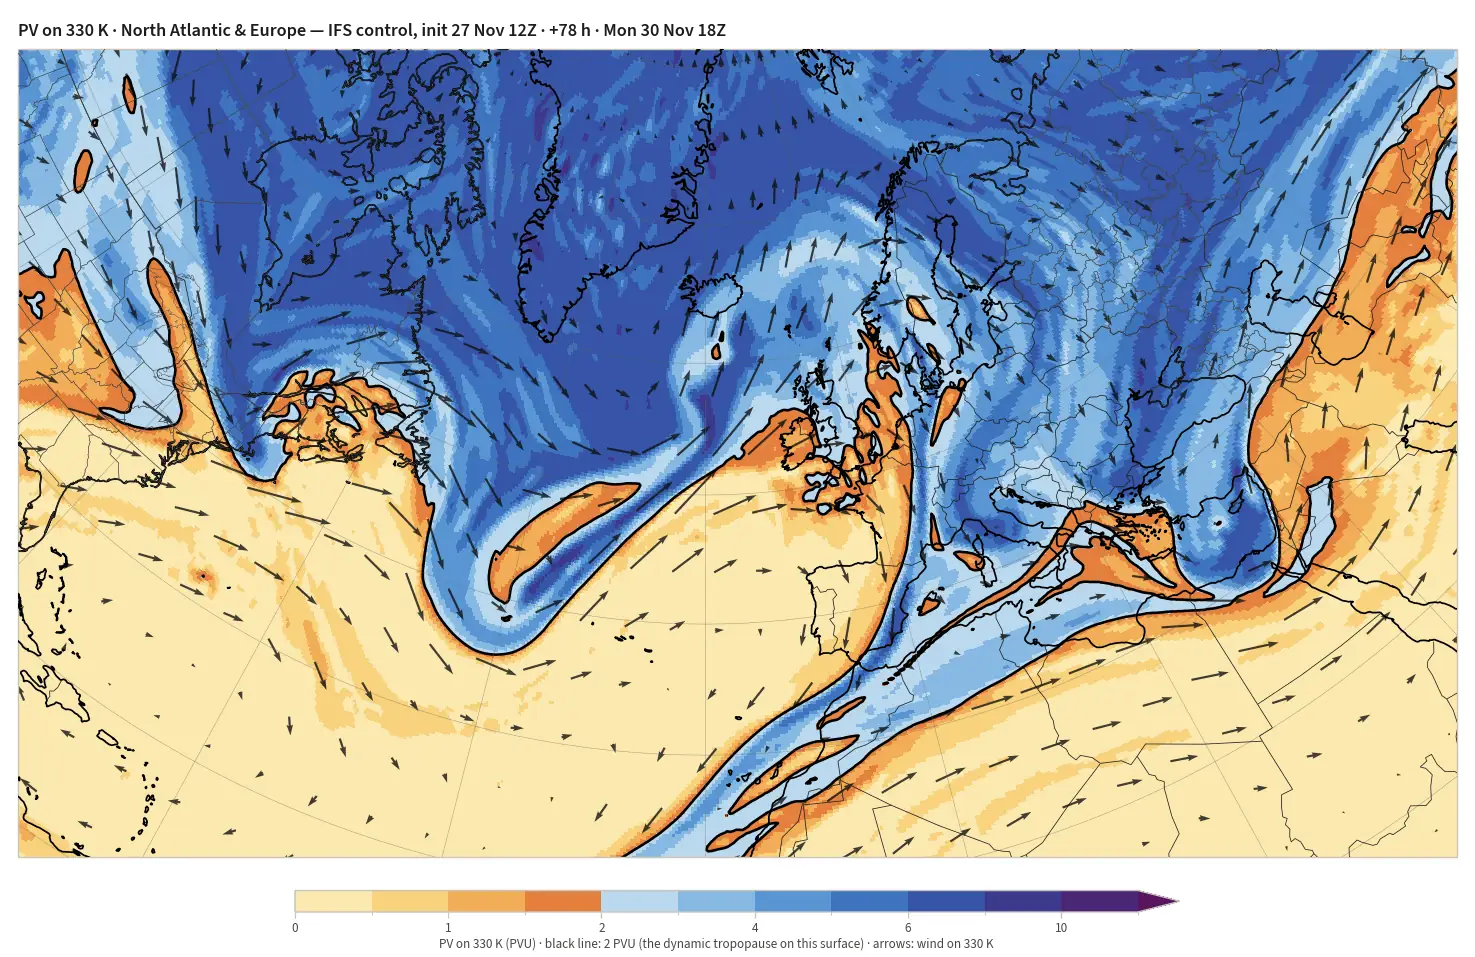 PV on 330 K · North Atlantic & Europe — IFS control, init 27 Nov 12Z · +78 h · Mon 30 Nov 18Z
0 1 2 4 6 10
PV on 330 K (PVU) · black line: 2 PVU (the dynamic tropopause on this surface) · arrows: wind on 330 K